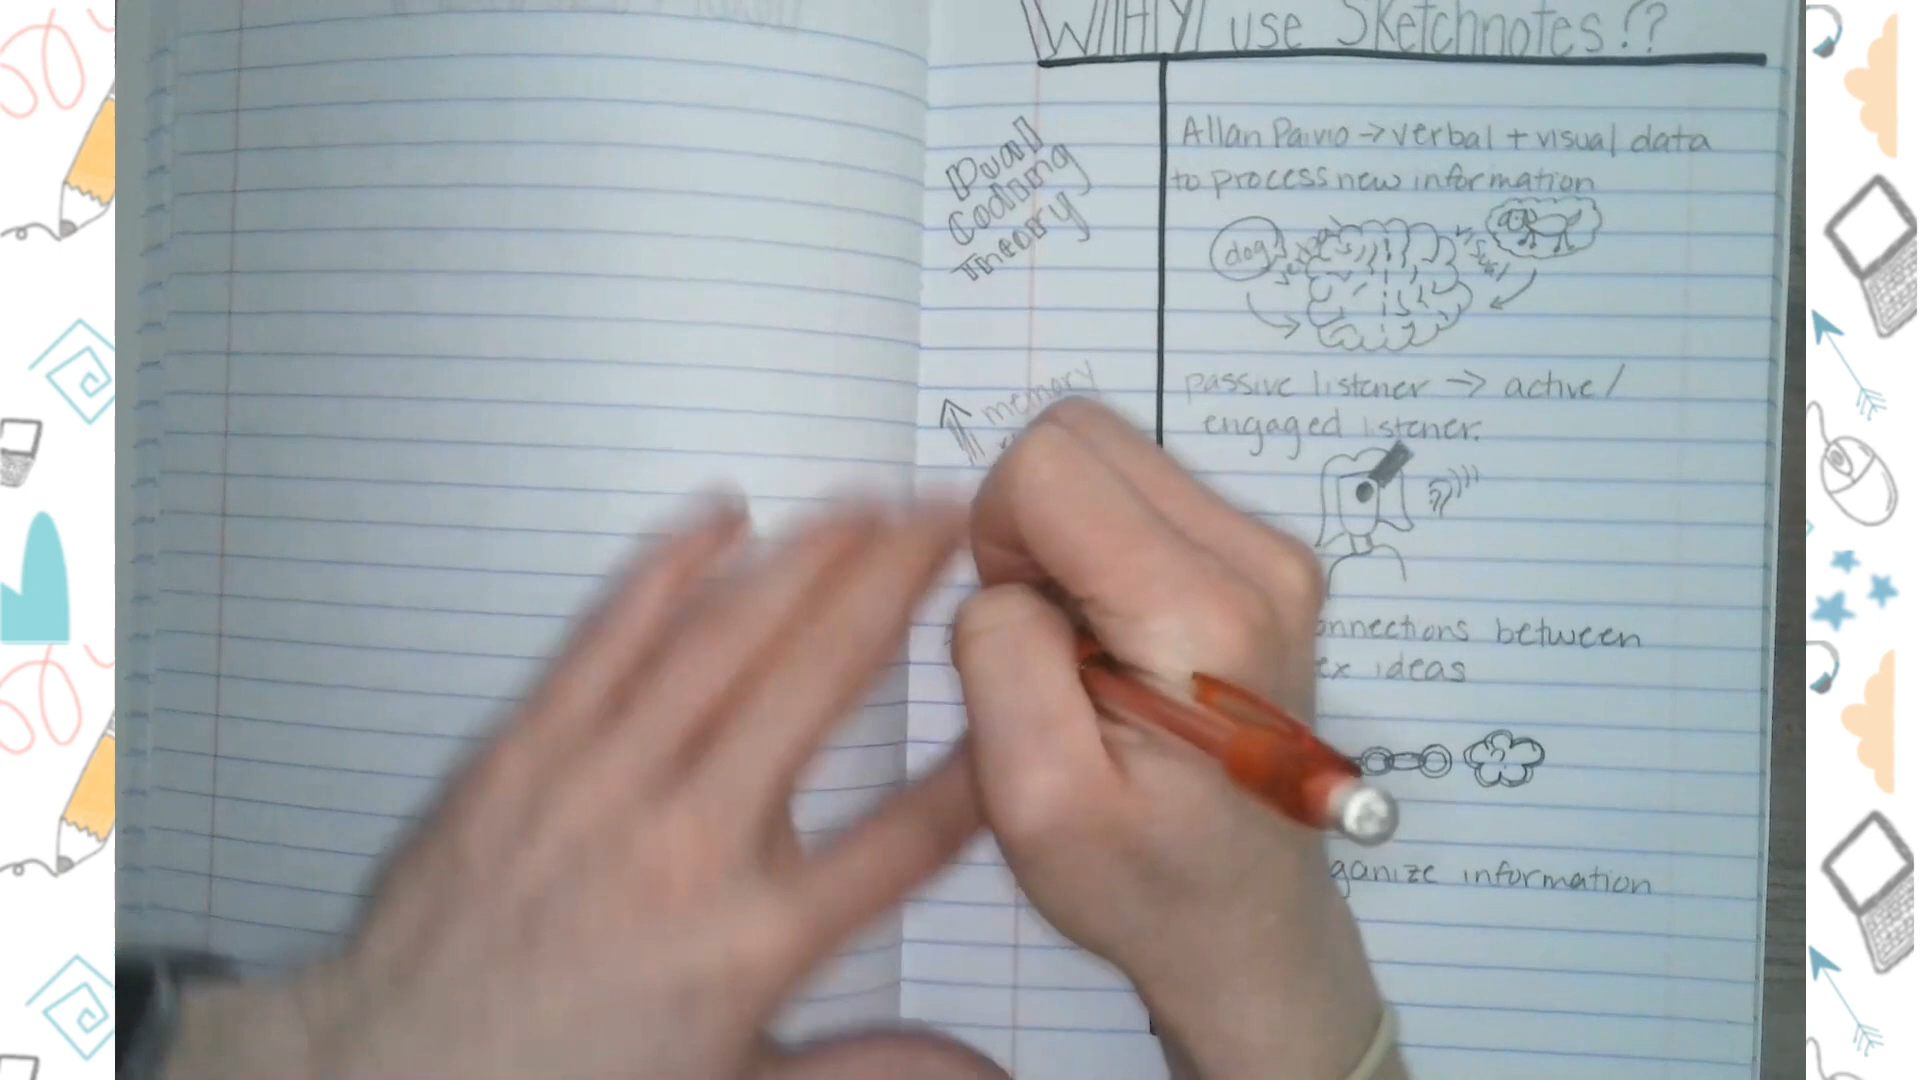 WHY use Sketchnotes!?
Dual
Coding
Theory
Allan Paivio → verbal + visual data
to process new information
dog
memory
passive listener → active/
engaged listener.
onnections between
ex ideas
ganize information